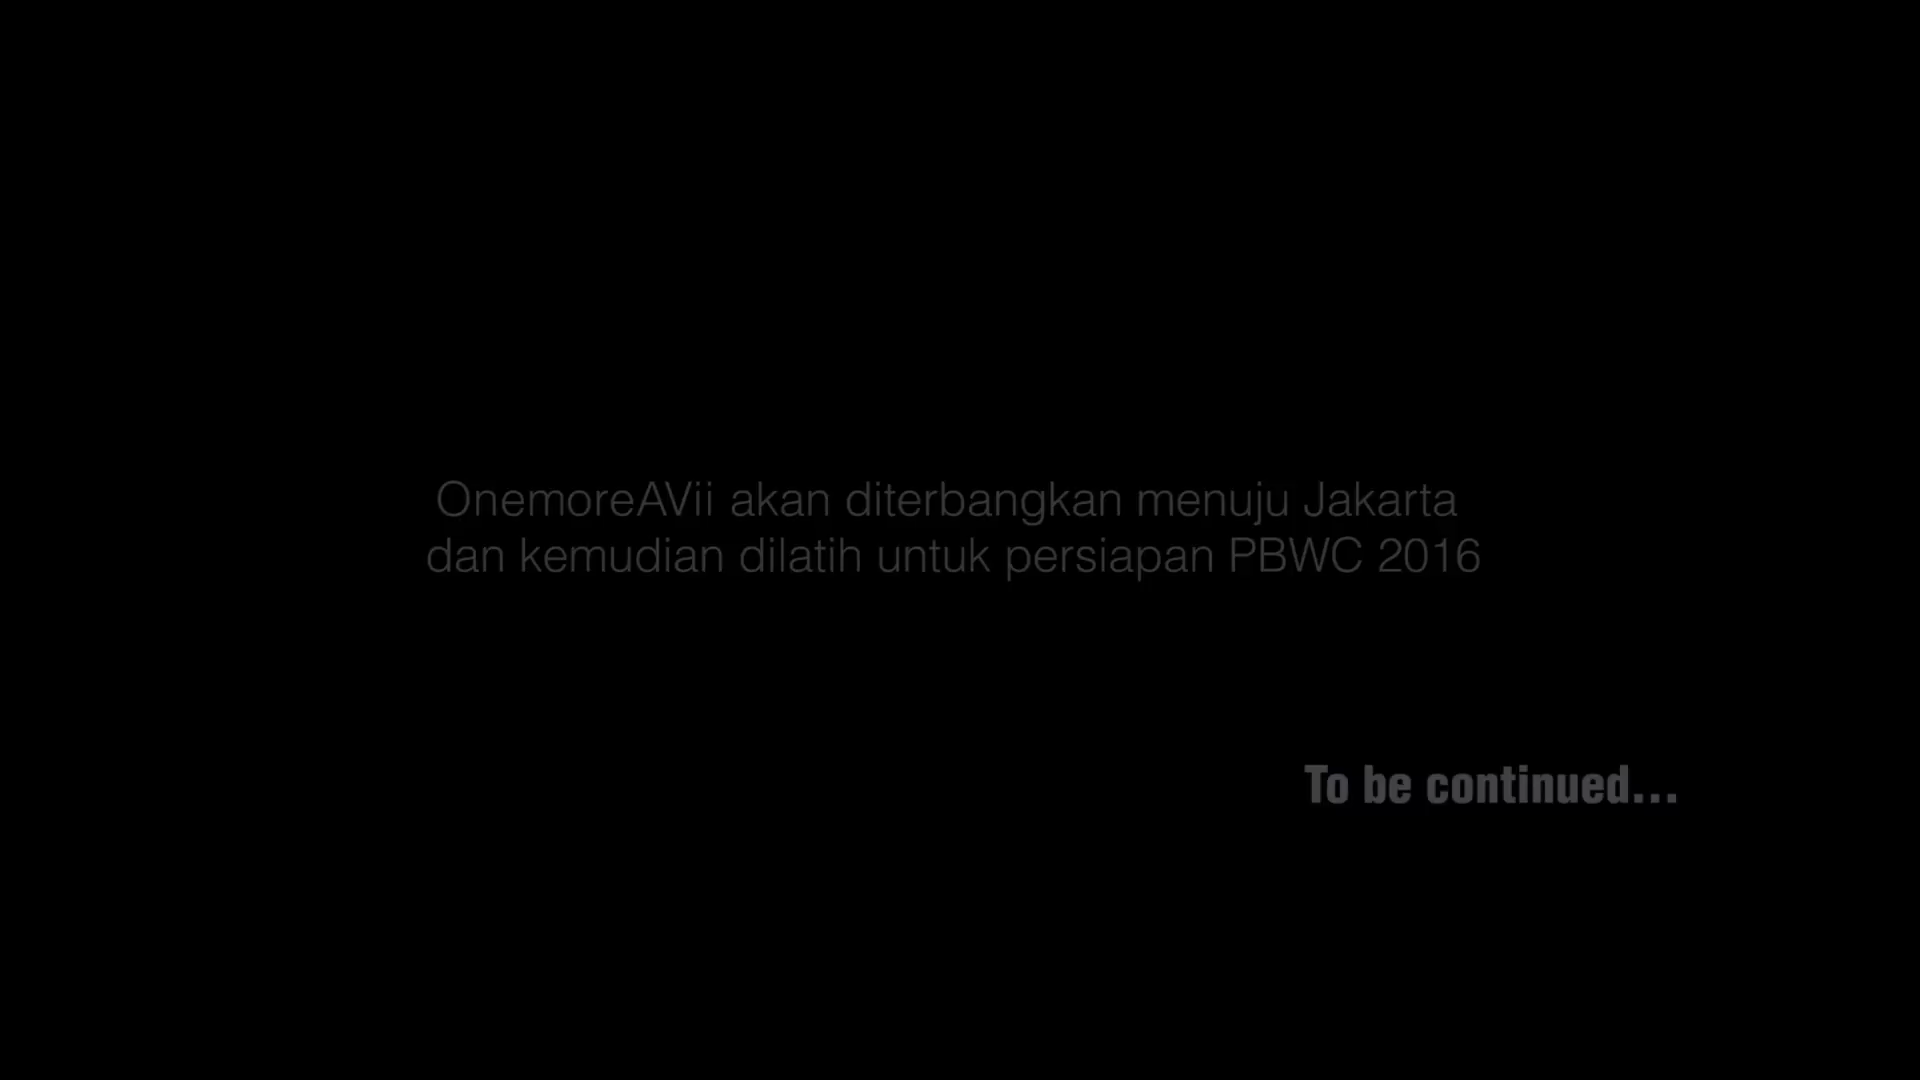 OnemoreAVii akan diterbangkan menuju Jakarta
dan kemudian dilatih untuk persiapan PBWC 2016
To be continued...